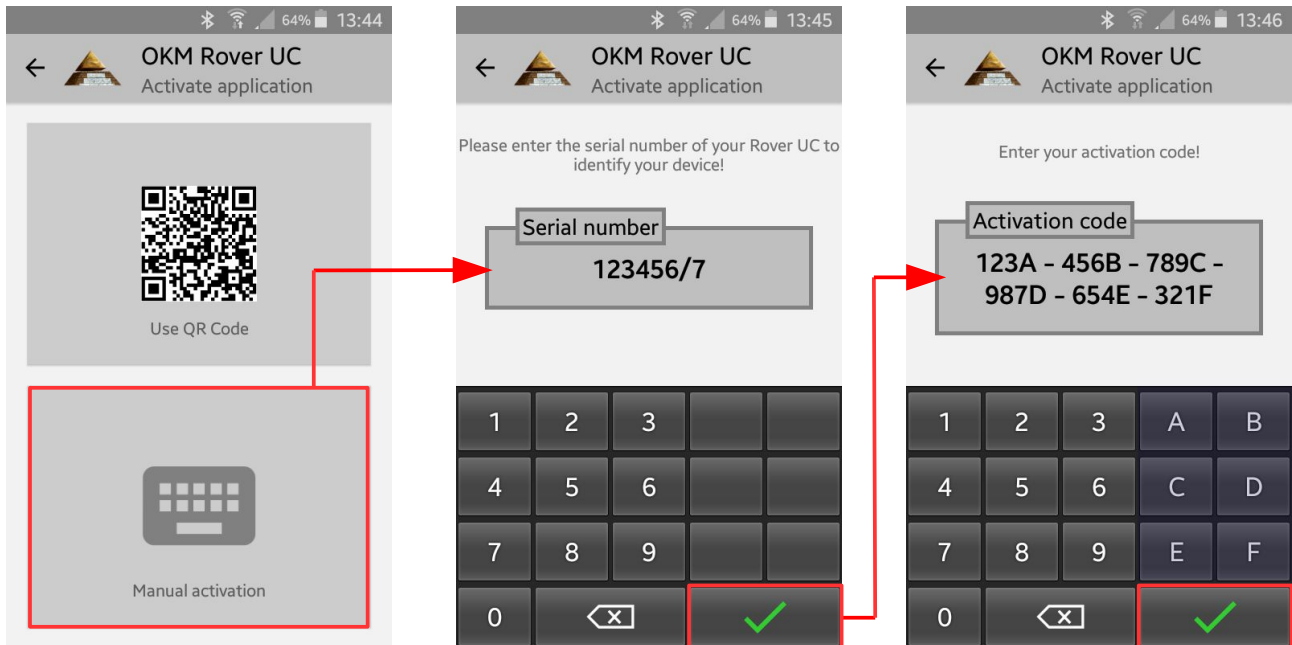 64% 13:44
OKM Rover UC
Activate application
Use QR Code
Manual activation
64% 13:45
OKM Rover UC
Activate application
Please enter the serial number of your Rover UC to
identify your device!
Serial number
123456/7
1 2 3
4 5 6
7 8 9
0
64% 13:46
OKM Rover UC
Activate application
Enter your activation code!
Activation code
123A - 456B - 789C -
987D - 654E - 321F
1 2 3 A B
4 5 6 C D
7 8 9 E F
0